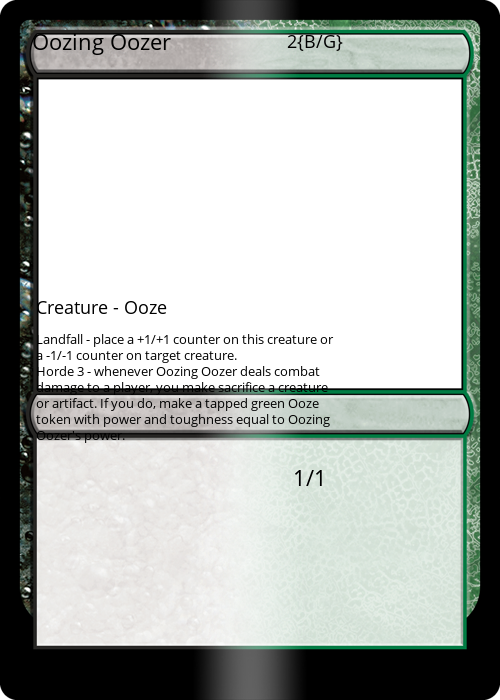 Oozing Oozer 2{B/G}
Creature - Ooze
Landfall - place a +1/+1 counter on this creature or
a -1/-1 counter on target creature.
Horde 3 - whenever Oozing Oozer deals combat
damage to a player, you make sacrifice a creature
or artifact. If you do, make a tapped green Ooze
token with power and toughness equal to Oozing
Oozer's power.
1/1